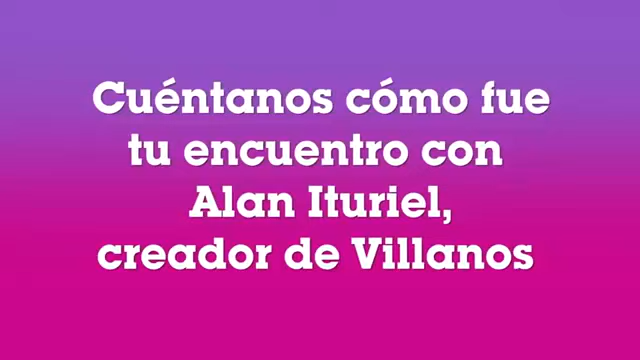 Cuéntanos cómo fue
tu encuentro con
Alan Ituriel,
creador de Villanos